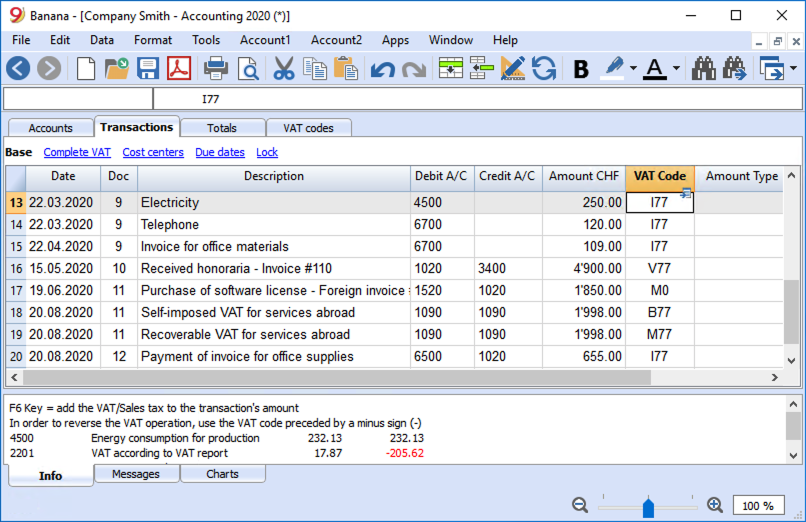 Banana - [Company Smith - Accounting 2020 (*)]
File Edit Data Format Tools Account1 Account2 Apps Window Help
B A
I77
Accounts Transactions Totals VAT codes
Base Complete VAT Cost centers Due dates Lock
Date Doc Description Debit A/C Credit A/C Amount CHF VAT Code Amount Type
13 22.03.2020 9 Electricity 4500 250.00 I77
14 22.03.2020 9 Telephone 6700 120.00 I77
15 22.04.2020 9 Invoice for office materials 6700 109.00 I77
16 15.05.2020 10 Received honoraria - Invoice #110 1020 3400 4'900.00 V77
17 19.06.2020 11 Purchase of software license - Foreign invoice 1520 1020 1'850.00 M0
18 20.08.2020 11 Self-imposed VAT for services abroad 1090 1090 1'998.00 B77
19 20.08.2020 11 Recoverable VAT for services abroad 1090 1090 1'998.00 M77
20 20.08.2020 12 Payment of invoice for office supplies 6500 1020 655.00 I77
F6 Key = add the VAT/Sales tax to the transaction's amount
In order to reverse the VAT operation, use the VAT code preceded by a minus sign (-)
4500 Energy consumption for production 232.13 232.13
2201 VAT according to VAT report 17.87 -205.62
Info Messages Charts
100 %